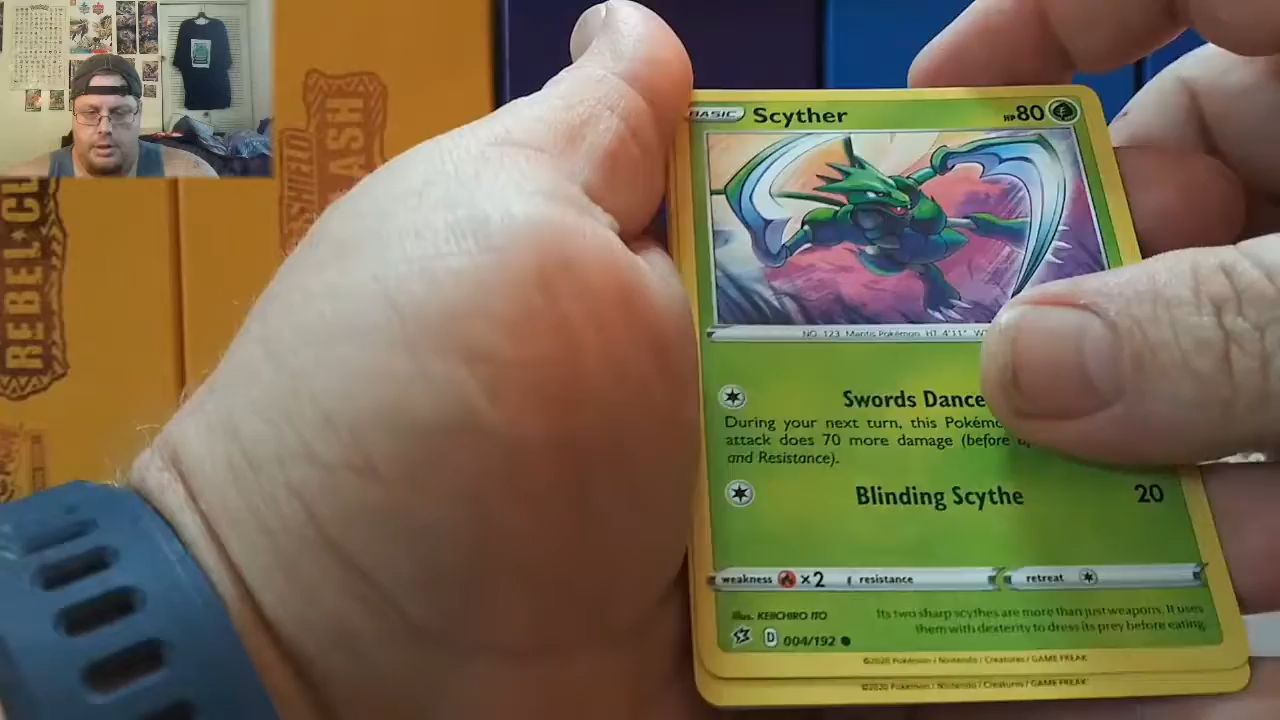 BASIC Scyther HP80
NO. 123 Mantis Pokémon HT 4'11"
Swords Dance
During your next turn, this
attack does 70 more damage (before
and Resistance).
Blinding Scythe 20
weakness ×2 resistance retreat
Illus. KEIICHIRO ITO
Its two sharp scythes are more than just weapons. It uses
them with dexterity to dress its prey before eating.
D 004/192
©2020 Pokémon / Nintendo / Creatures / GAME FREAK
©2020 Pokémon / Nintendo / Creatures / GAME FREAK
REBEL